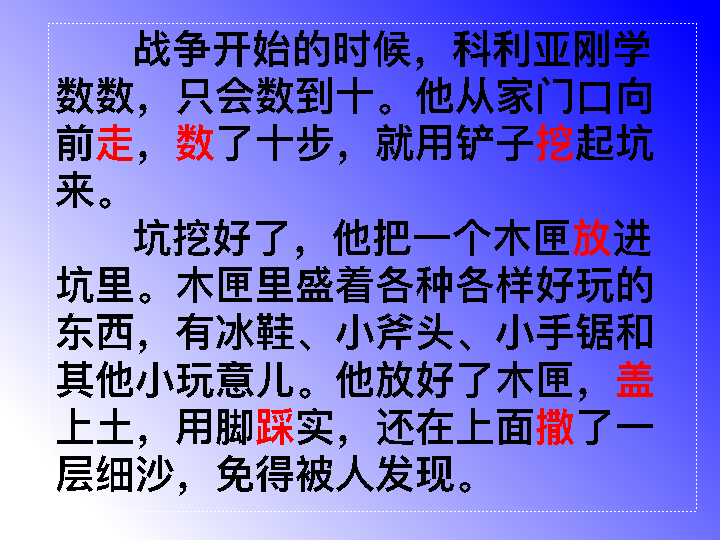 战争开始的时候，科利亚刚学
数数，只会数到十。他从家门口向
前走，数了十步，就用铲子挖起坑
来。
坑挖好了，他把一个木匣放进
坑里。木匣里盛着各种各样好玩的
东西，有冰鞋、小斧头、小手锯和
其他小玩意儿。他放好了木匣，盖
上土，用脚踩实，还在上面撒了一
层细沙，免得被人发现。